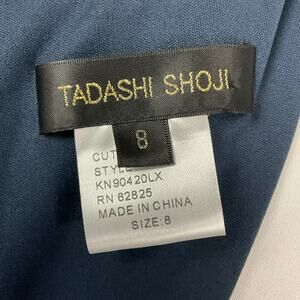 TADASHI SHOJI
8
CUT
STYLE
KN90420LX
RN 62825
MADE IN CHINA
SIZE:8